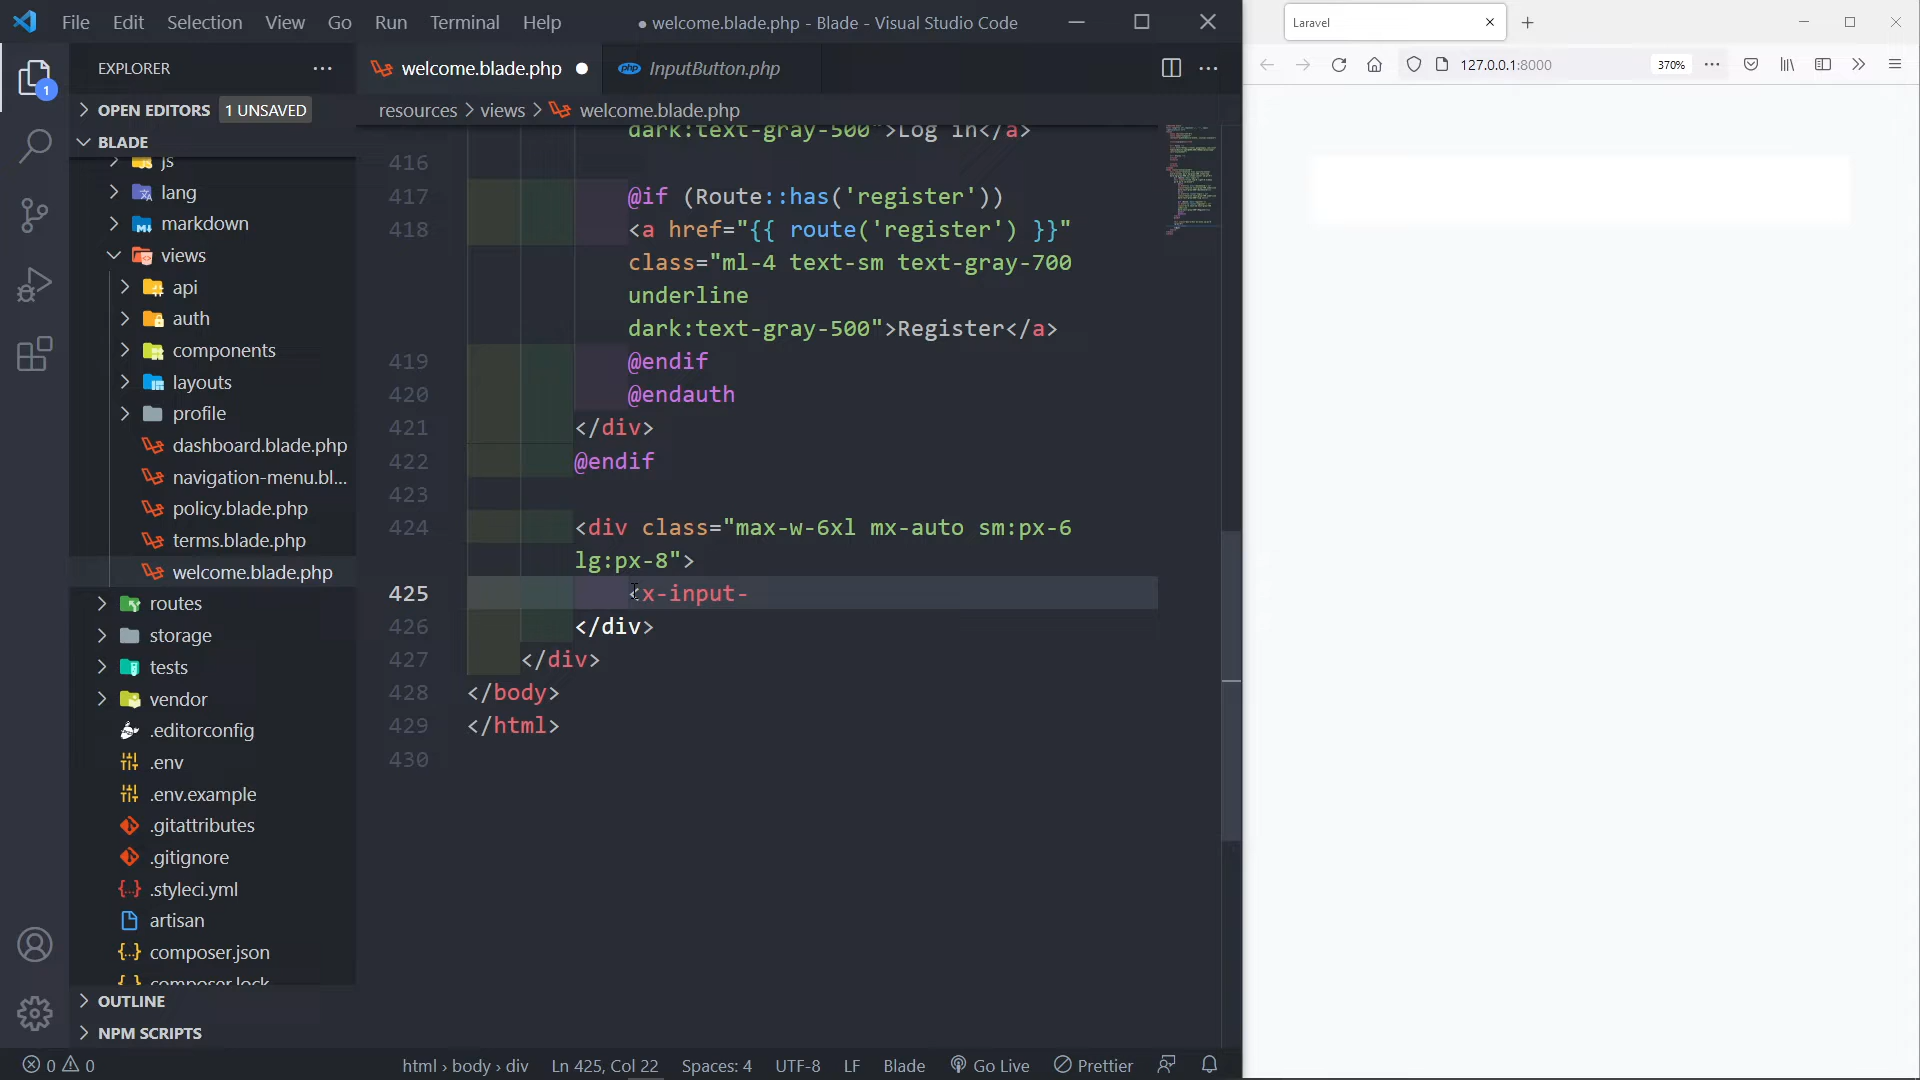 File Edit Selection View Go Run Terminal Help
● welcome.blade.php - Blade - Visual Studio Code
EXPLORER
OPEN EDITORS 1 UNSAVED
BLADE
js
lang
markdown
views
api
auth
components
layouts
profile
dashboard.blade.php
navigation-menu.bl...
policy.blade.php
terms.blade.php
welcome.blade.php
routes
storage
tests
vendor
.editorconfig
.env
.env.example
.gitattributes
.gitignore
.styleci.yml
artisan
composer.json
composer.lock
OUTLINE
NPM SCRIPTS
1
welcome.blade.php ● php InputButton.php
resources > views > welcome.blade.php
dark:text-gray-500">Log in</a>
416
417 @if (Route::has('register'))
418 <a href="{{ route('register') }}"
class="ml-4 text-sm text-gray-700
underline
dark:text-gray-500">Register</a>
419 @endif
420 @endauth
421 </div>
422 @endif
423
424 <div class="max-w-6xl mx-auto sm:px-6
lg:px-8">
425 <x-input-
426 </div>
427 </div>
428 </body>
429 </html>
430
0 0 html › body › div Ln 425, Col 22 Spaces: 4 UTF-8 LF Blade Go Live Prettier
Laravel
127.0.0.1:8000 370%